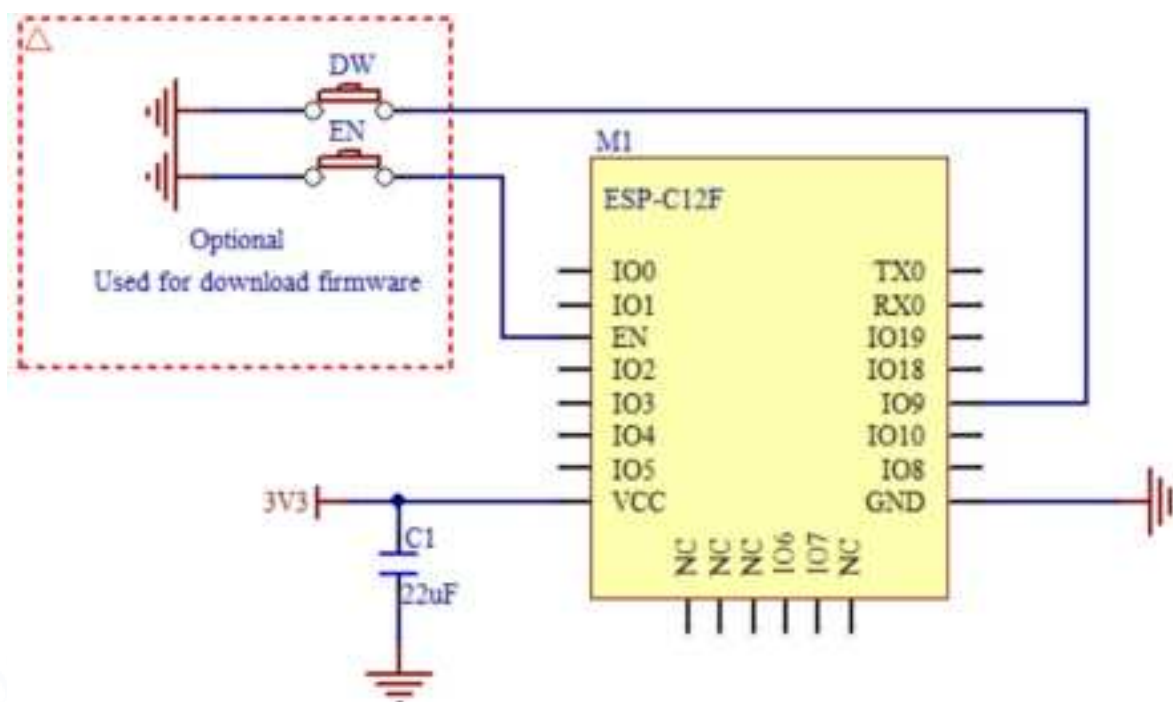 DW
EN
Optional
Used for download firmware
M1
ESP-C12F
IO0
IO1
EN
IO2
IO3
IO4
IO5
VCC
TX0
RX0
IO19
IO18
IO9
IO10
IO8
GND
NC
NC
NC
IO6
IO7
NC
3V3
C1
22uF